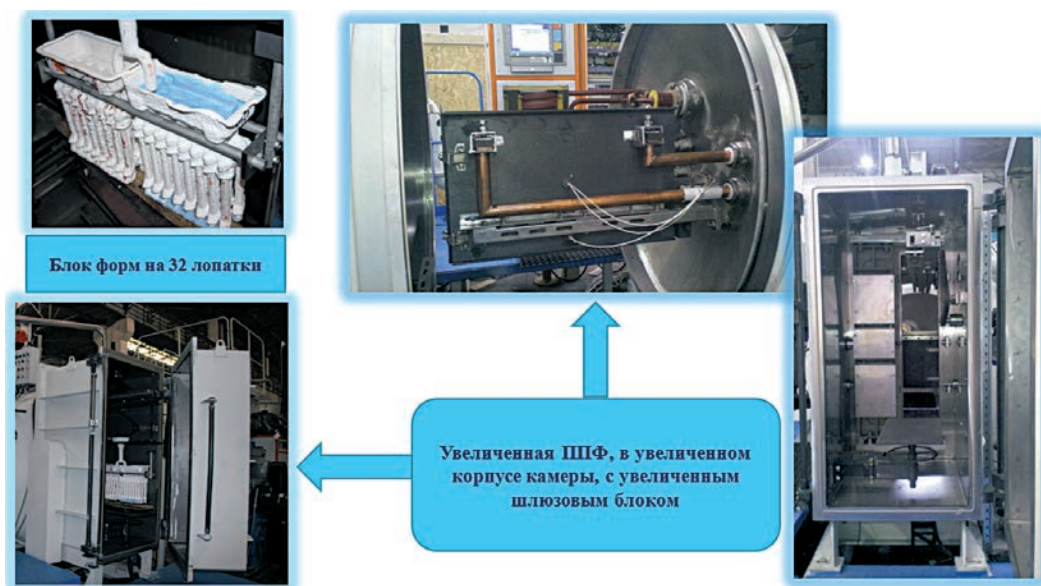 Блок форм на 32 лопатки
Увеличенная ППФ, в увеличенном
корпусе камеры, с увеличенным
шлюзовым блоком